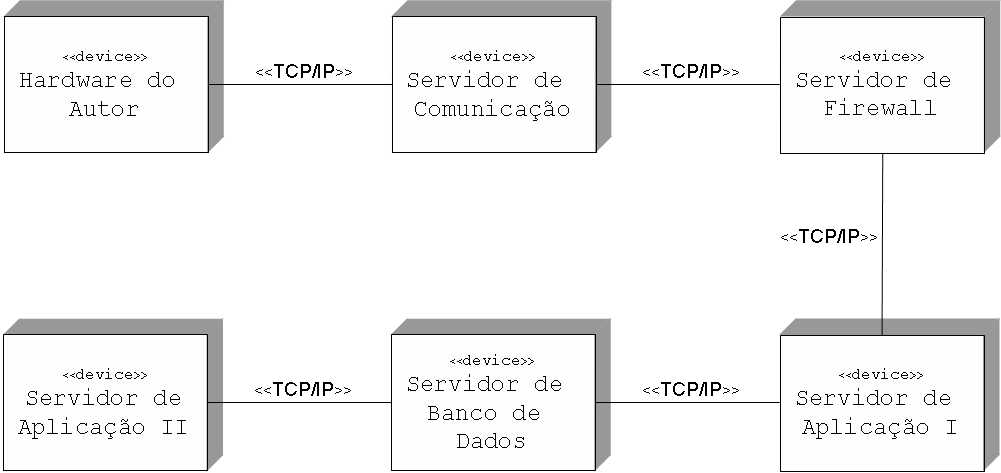 <<device>>
Hardware do
Autor
<<TCP/IP>>
<<device>>
Servidor de
Comunicação
<<TCP/IP>>
<<device>>
Servidor de
Firewall
<<TCP/IP>>
<<device>>
Servidor de
Aplicação II
<<TCP/IP>>
<<device>>
Servidor de
Banco de
Dados
<<TCP/IP>>
<<device>>
Servidor de
Aplicação I